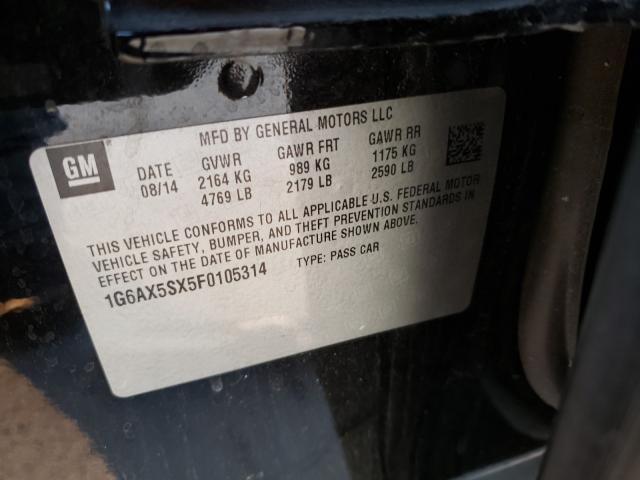 MFD BY GENERAL MOTORS LLC
GM
DATE GVWR GAWR FRT GAWR RR
08/14 2164 KG 989 KG 1175 KG
4769 LB 2179 LB 2590 LB
THIS VEHICLE CONFORMS TO ALL APPLICABLE U.S. FEDERAL MOTOR
VEHICLE SAFETY, BUMPER, AND THEFT PREVENTION STANDARDS IN
EFFECT ON THE DATE OF MANUFACTURE SHOWN ABOVE.
1G6AX5SX5F0105314 TYPE: PASS CAR